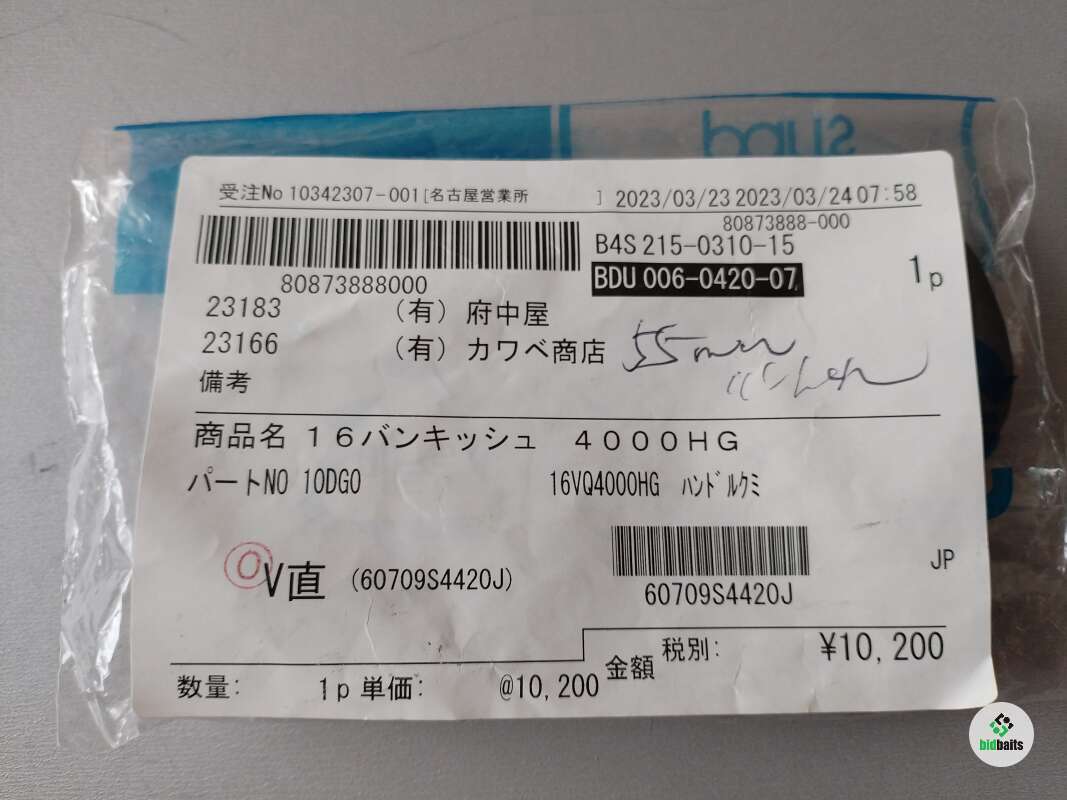 受注No 10342307-001[名古屋営業所 ] 2023/03/23 2023/03/24 07:58
80873888-000
B4S 215-0310-15
BDU 006-0420-07
1p
80873888000
23183 (有) 府中屋
23166 (有) カワベ商店
55mm
備考
商品名 16バンキッシュ 4000HG
パートNO 10DG0 16VQ4000HG ハンドルクミ
V直 (60709S4420J)
60709S4420J
JP
金額 税別: ¥10,200
数量: 1p 単価: @10,200
bidbaits